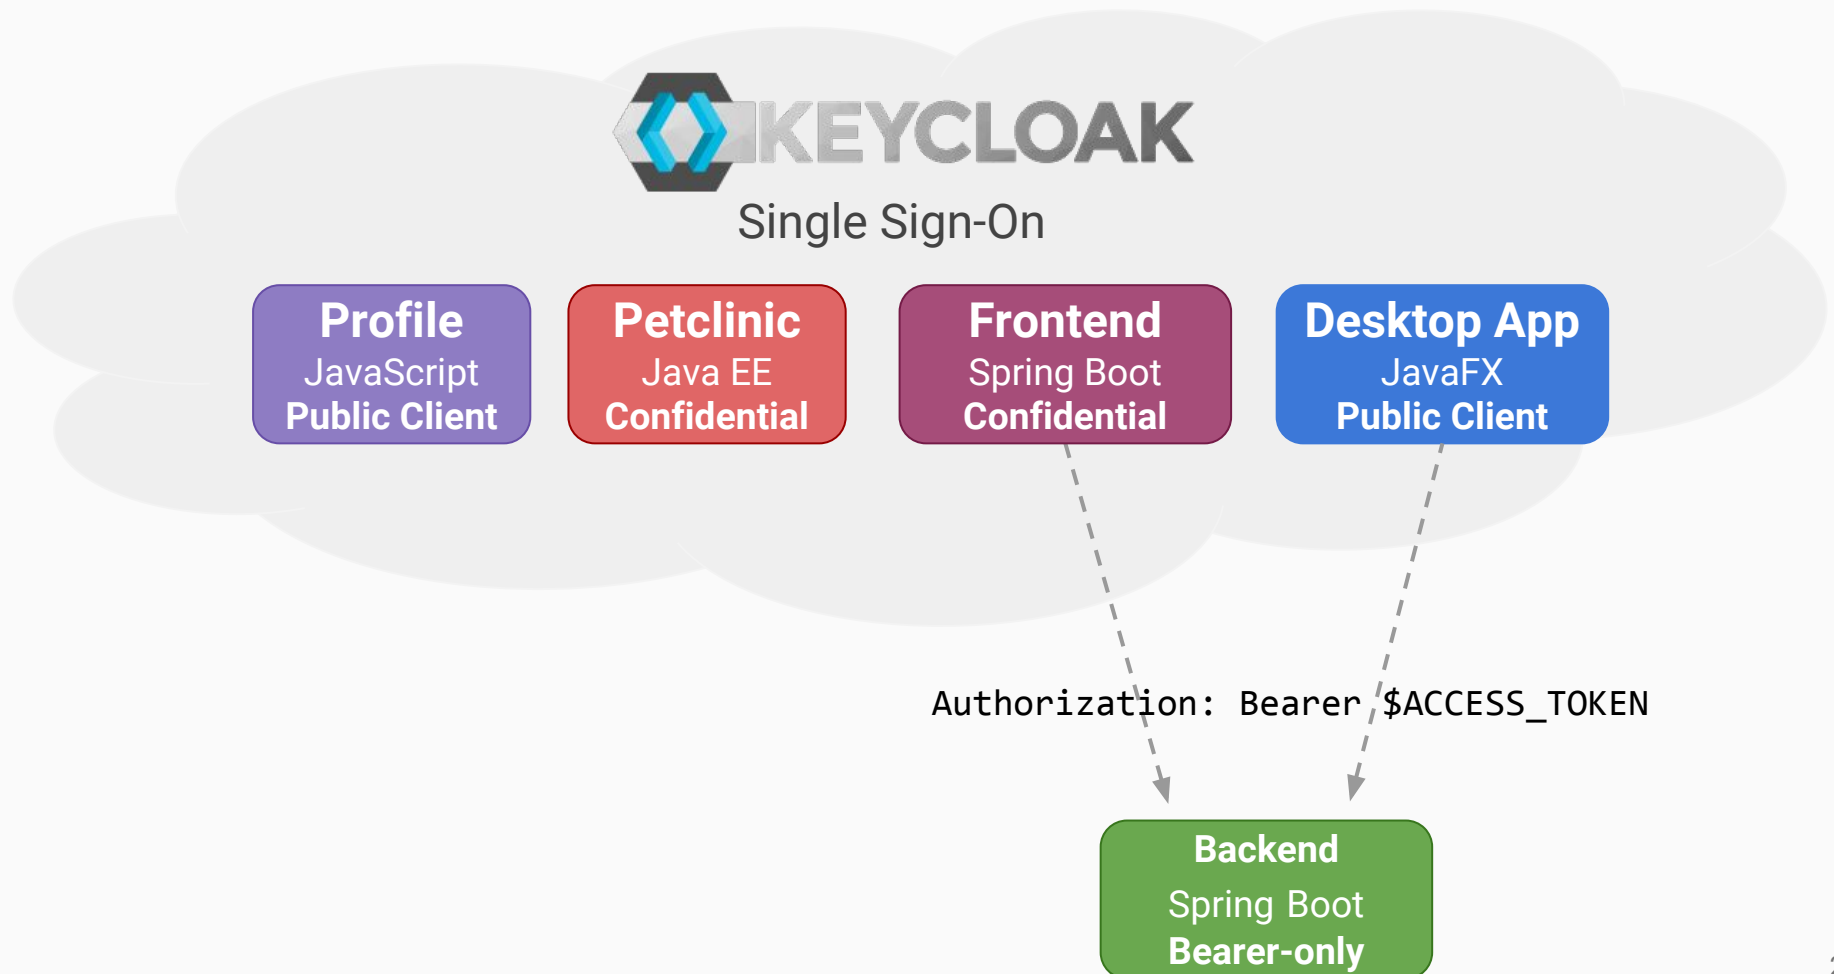 KEYCLOAK
Single Sign-On
Profile
JavaScript
Public Client
Petclinic
Java EE
Confidential
Frontend
Spring Boot
Confidential
Desktop App
JavaFX
Public Client
Authorization: Bearer $ACCESS_TOKEN
Backend
Spring Boot
Bearer-only